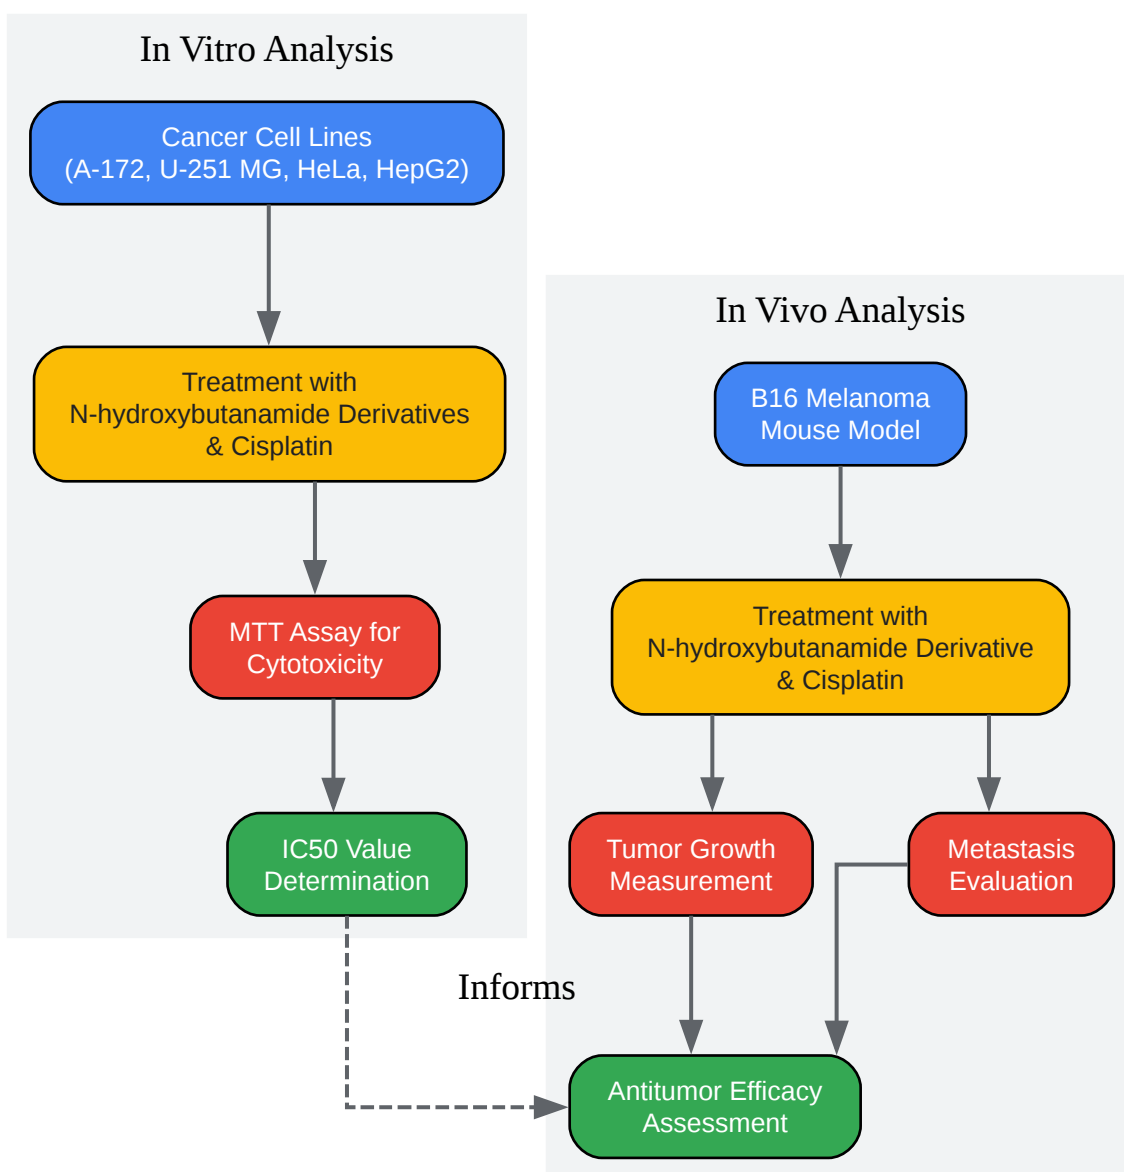 In Vitro Analysis
Cancer Cell Lines
(A-172, U-251 MG, HeLa, HepG2)
Treatment with
N-hydroxybutanamide Derivatives
& Cisplatin
MTT Assay for
Cytotoxicity
IC50 Value
Determination
Informs
In Vivo Analysis
B16 Melanoma
Mouse Model
Treatment with
N-hydroxybutanamide Derivative
& Cisplatin
Tumor Growth
Measurement
Metastasis
Evaluation
Antitumor Efficacy
Assessment